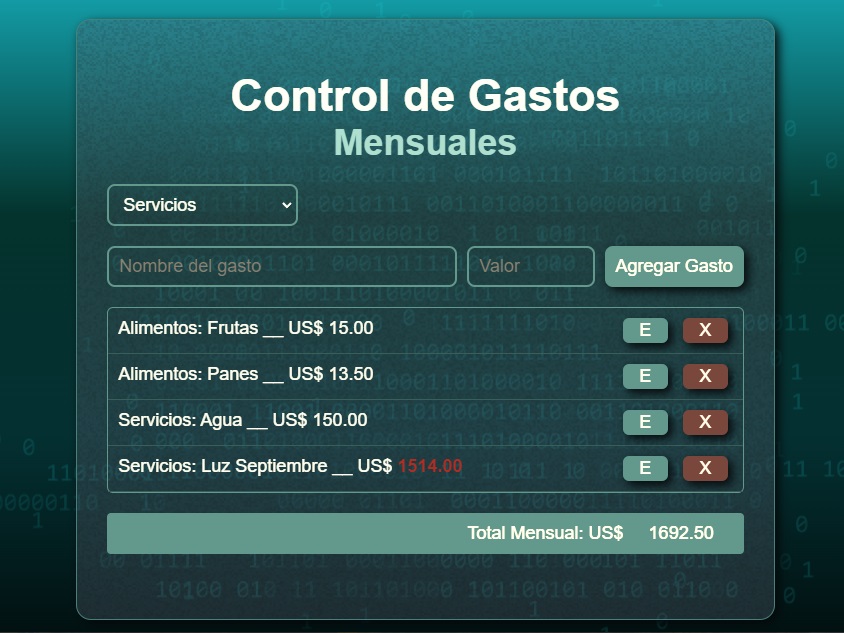 Control de Gastos
Mensuales
Servicios
Nombre del gasto Valor Agregar Gasto
Alimentos: Frutas __ US$ 15.00 E X
Alimentos: Panes __ US$ 13.50 E X
Servicios: Agua __ US$ 150.00 E X
Servicios: Luz Septiembre __ US$ 1514.00 E X
Total Mensual: US$ 1692.50